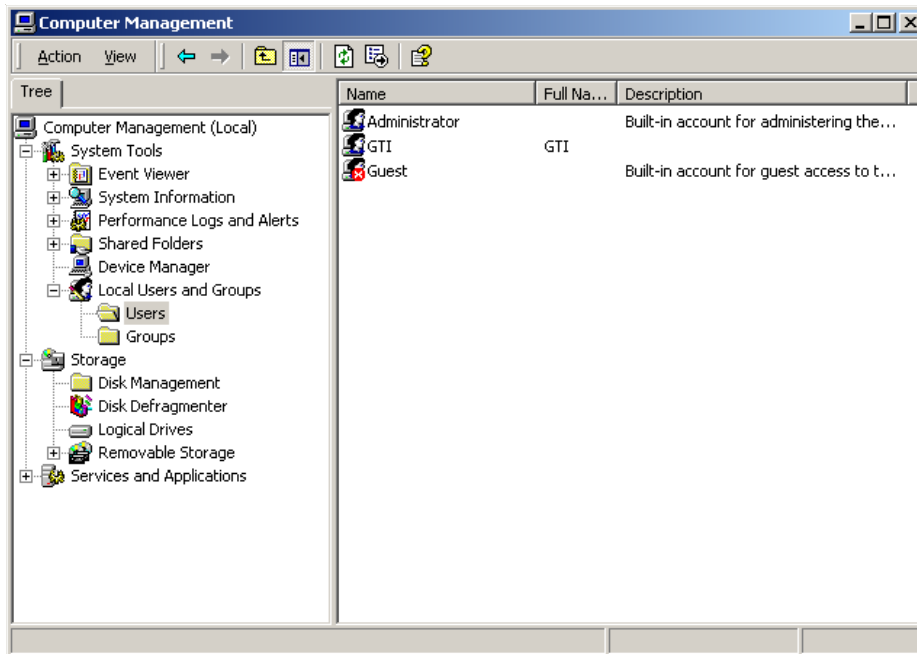 Computer Management
Action View
Tree
Name Full Na... Description
Computer Management (Local)
System Tools
Event Viewer
System Information
Performance Logs and Alerts
Shared Folders
Device Manager
Local Users and Groups
Users
Groups
Storage
Disk Management
Disk Defragmenter
Logical Drives
Removable Storage
Services and Applications
Administrator Built-in account for administering the...
GTI GTI
Guest Built-in account for guest access to t...